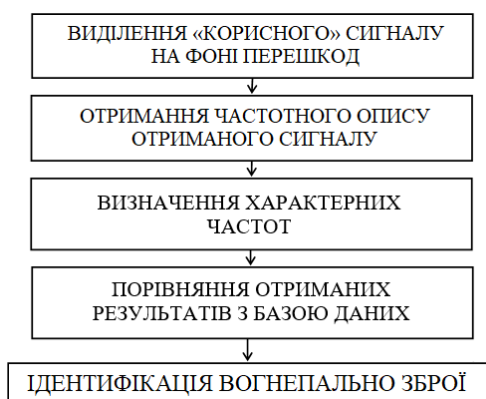 ВИДІЛЕННЯ «КОРИСНОГО» СИГНАЛУ
НА ФОНІ ПЕРЕШКОД
ОТРИМАННЯ ЧАСТОТНОГО ОПИСУ
ОТРИМАНОГО СИГНАЛУ
ВИЗНАЧЕННЯ ХАРАКТЕРНИХ
ЧАСТОТ
ПОРІВНЯННЯ ОТРИМАНИХ
РЕЗУЛЬТАТІВ З БАЗОЮ ДАНИХ
ІДЕНТИФІКАЦІЯ ВОГНЕПАЛЬНО ЗБРОЇ